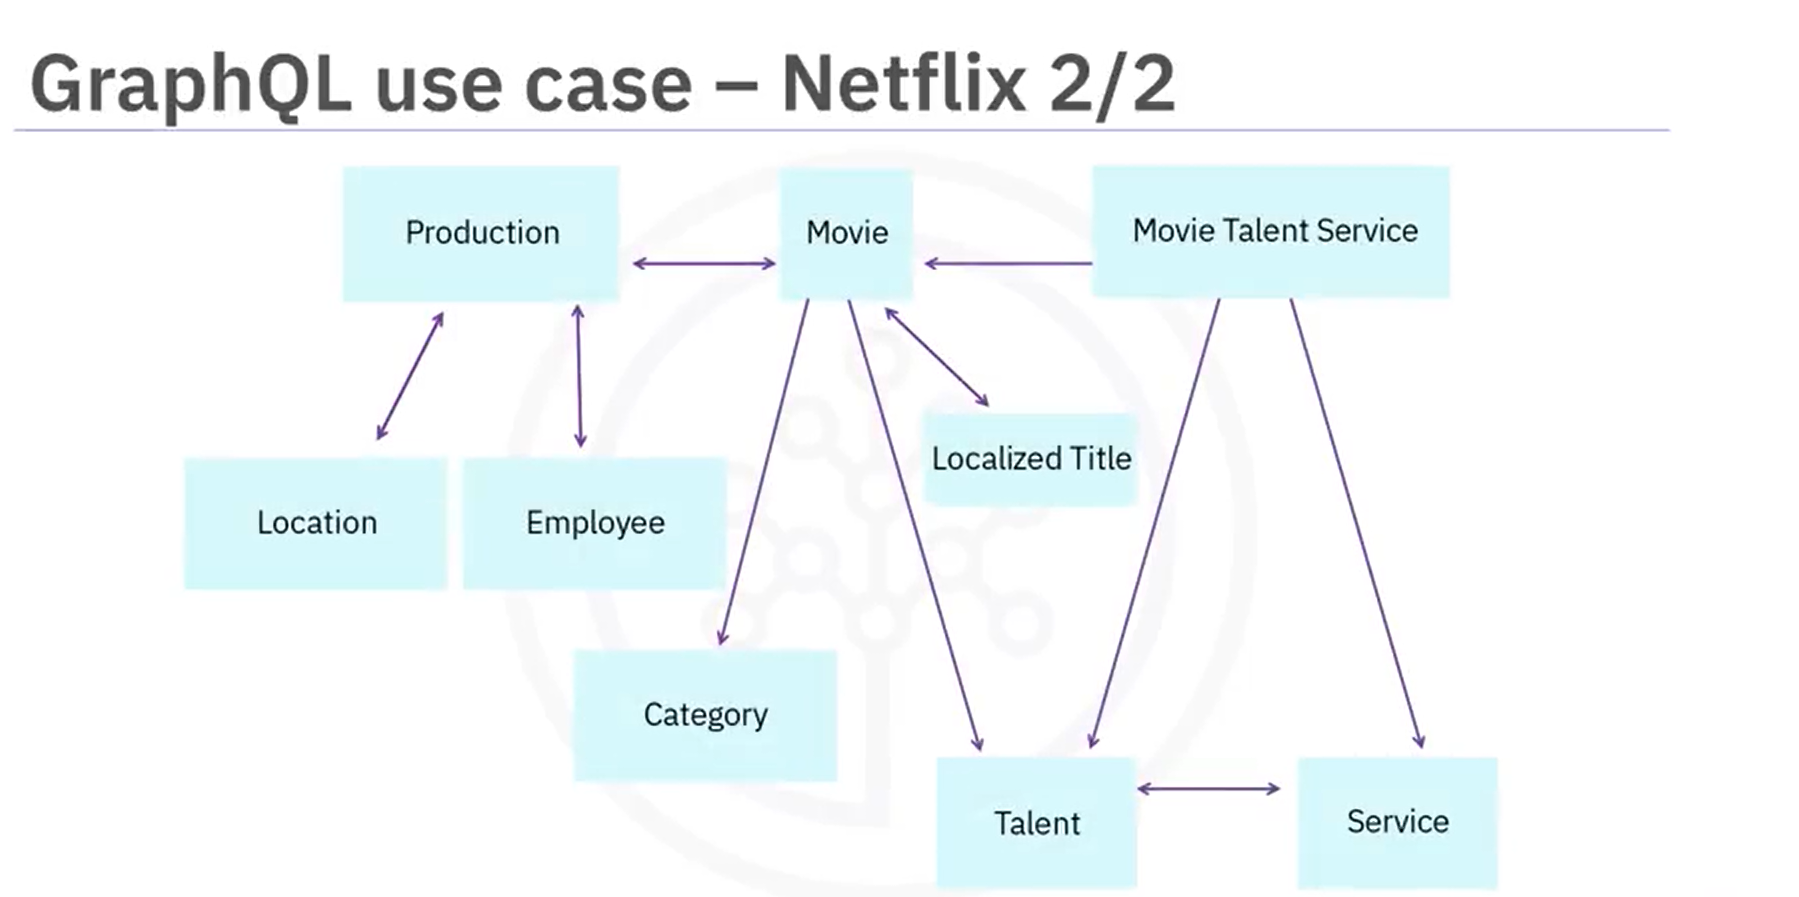 GraphQL use case – Netflix 2/2
Production
Movie
Movie Talent Service
Localized Title
Location
Employee
Category
Talent
Service